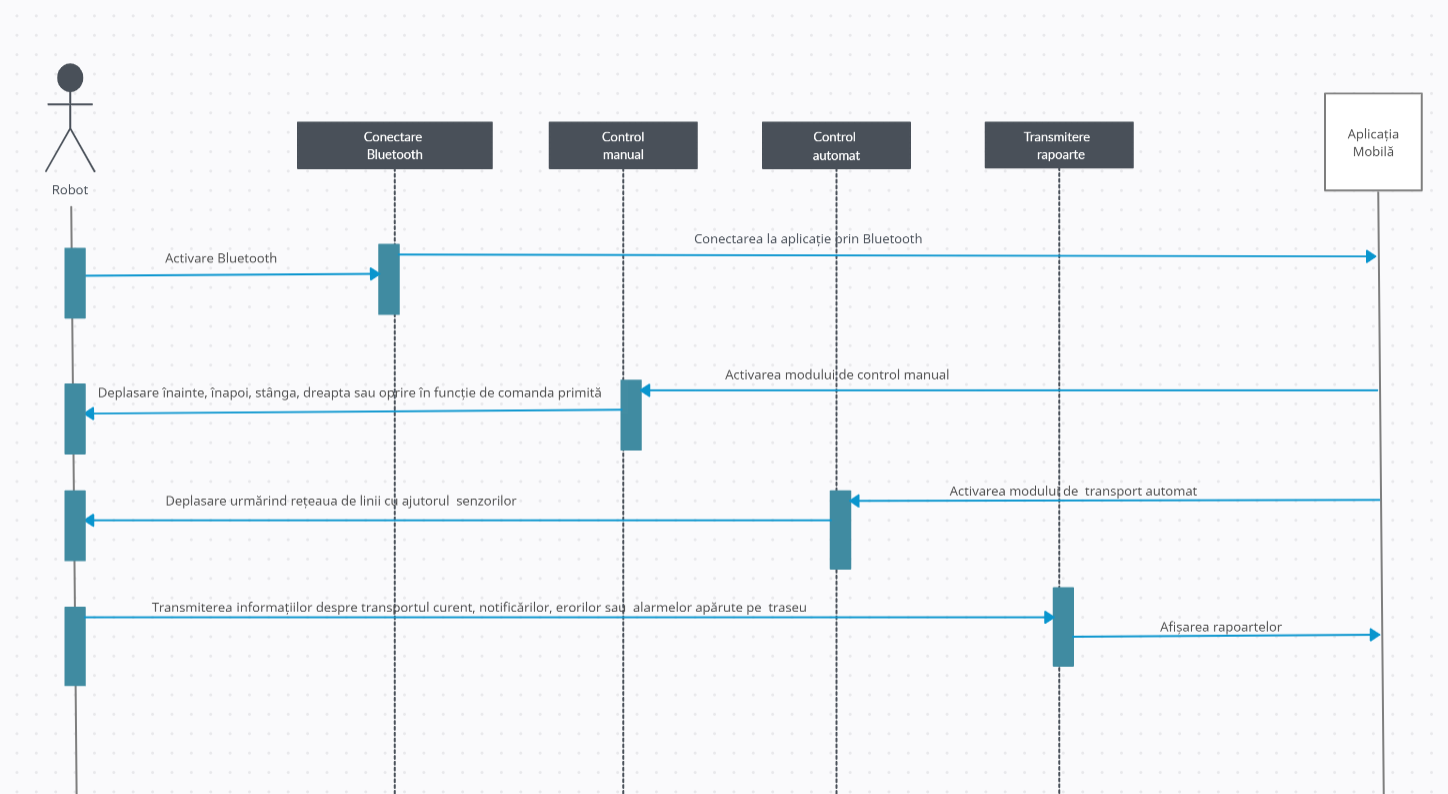 Robot
Conectare
Bluetooth
Control
manual
Control
automat
Transmitere
rapoarte
Aplicația
Mobilă
Activare Bluetooth
Conectarea la aplicație prin Bluetooth
Activarea modului de control manual
Deplasare înainte, înapoi, stânga, dreapta sau oprire în funcție de comanda primită
Activarea modului de transport automat
Deplasare urmărind rețeaua de linii cu ajutorul senzorilor
Transmiterea informațiilor despre transportul curent, notificărilor, erorilor sau alarmelor apărute pe traseu
Afișarea rapoartelor